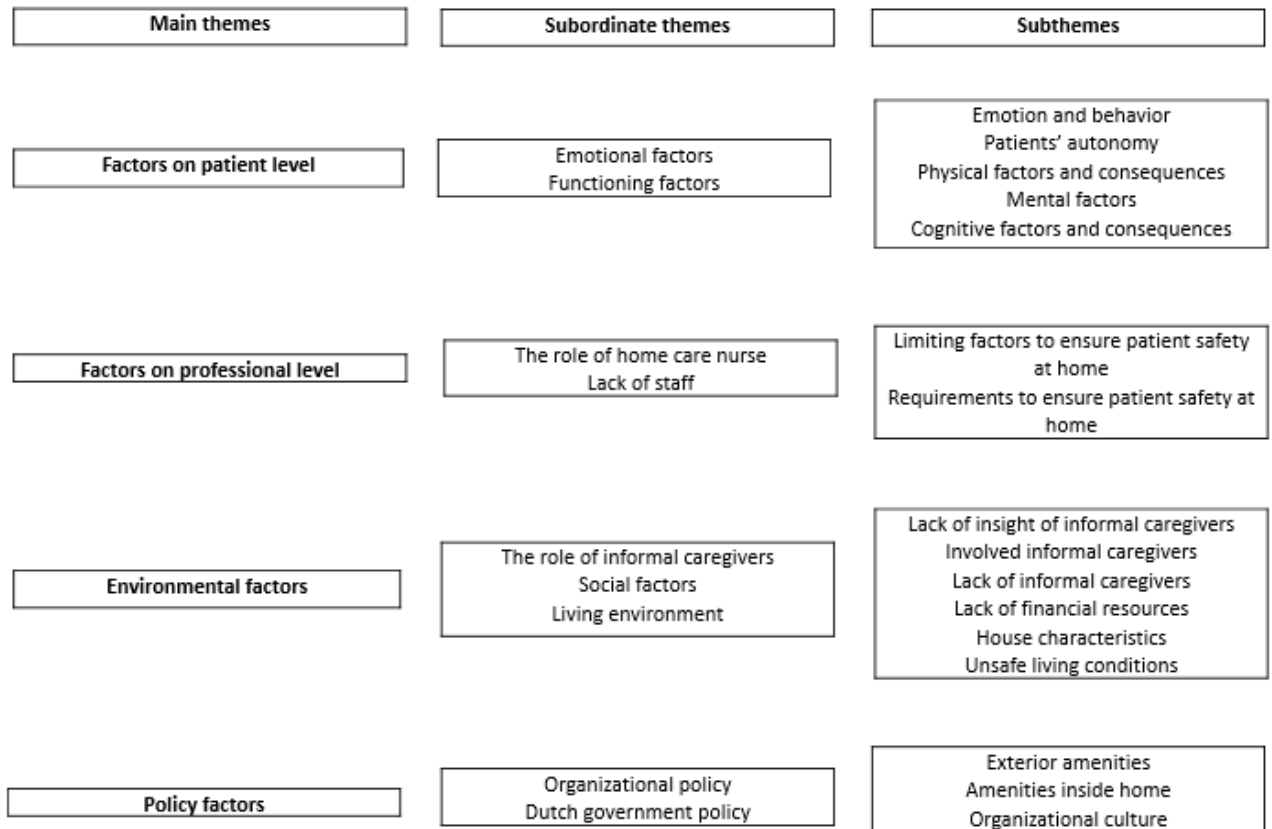 Main themes
Subordinate themes
Subthemes
Factors on patient level
Emotional factors
Functioning factors
Emotion and behavior
Patients’ autonomy
Physical factors and consequences
Mental factors
Cognitive factors and consequences
Factors on professional level
The role of home care nurse
Lack of staff
Limiting factors to ensure patient safety
at home
Requirements to ensure patient safety at
home
Environmental factors
The role of informal caregivers
Social factors
Living environment
Lack of insight of informal caregivers
Involved informal caregivers
Lack of informal caregivers
Lack of financial resources
House characteristics
Unsafe living conditions
Policy factors
Organizational policy
Dutch government policy
Exterior amenities
Amenities inside home
Organizational culture